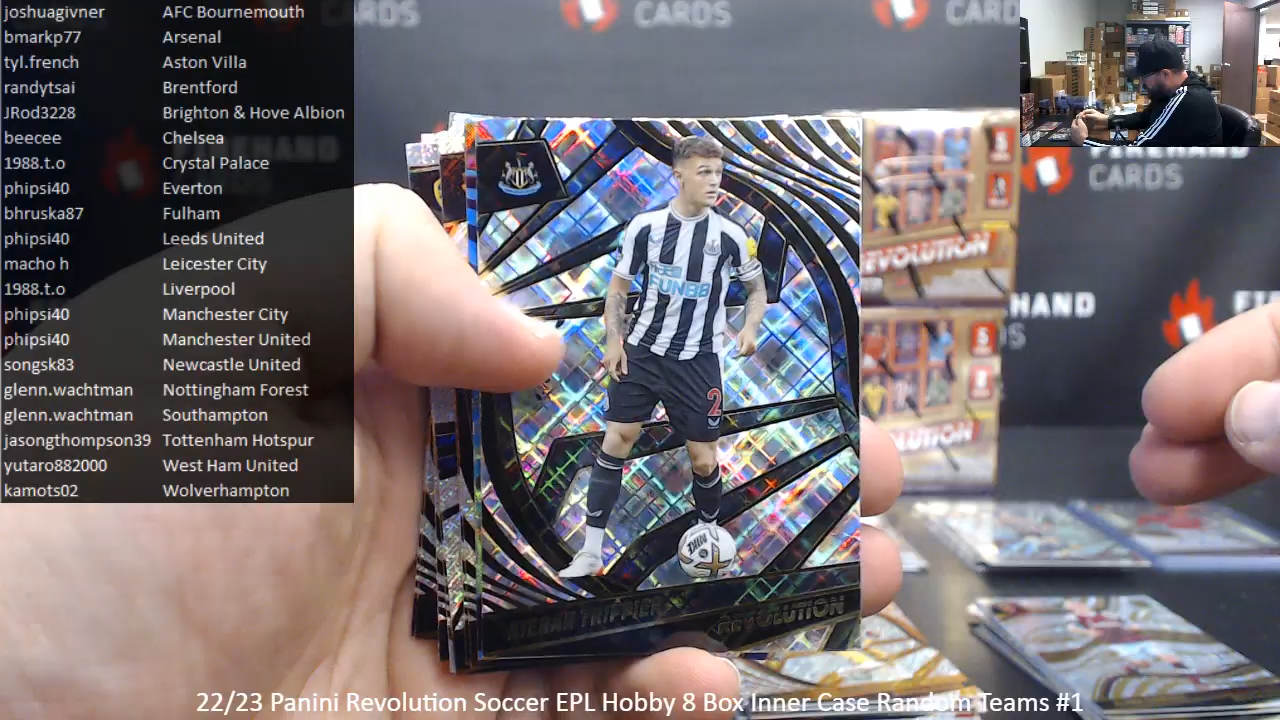 joshuagivner AFC Bournemouth
bmarkp77 Arsenal
tyl.french Aston Villa
randytsai Brentford
JRod3228 Brighton & Hove Albion
beecee Chelsea
1988.t.o Crystal Palace
phipsi40 Everton
bhruska87 Fulham
phipsi40 Leeds United
macho h Leicester City
1988.t.o Liverpool
phipsi40 Manchester City
phipsi40 Manchester United
songsk83 Newcastle United
glenn.wachtman Nottingham Forest
glenn.wachtman Southampton
jasongthompson39 Tottenham Hotspur
yutaro882000 West Ham United
kamots02 Wolverhampton
CARDS
CARDS
CARD
FIREHAND
CARDS
REVOLUTION
HAND
FUN88
2
NIKE
KIERAN TRIPPIER
REVOLUTION
22/23 Panini Revolution Soccer EPL Hobby 8 Box Inner Case Random Teams #1